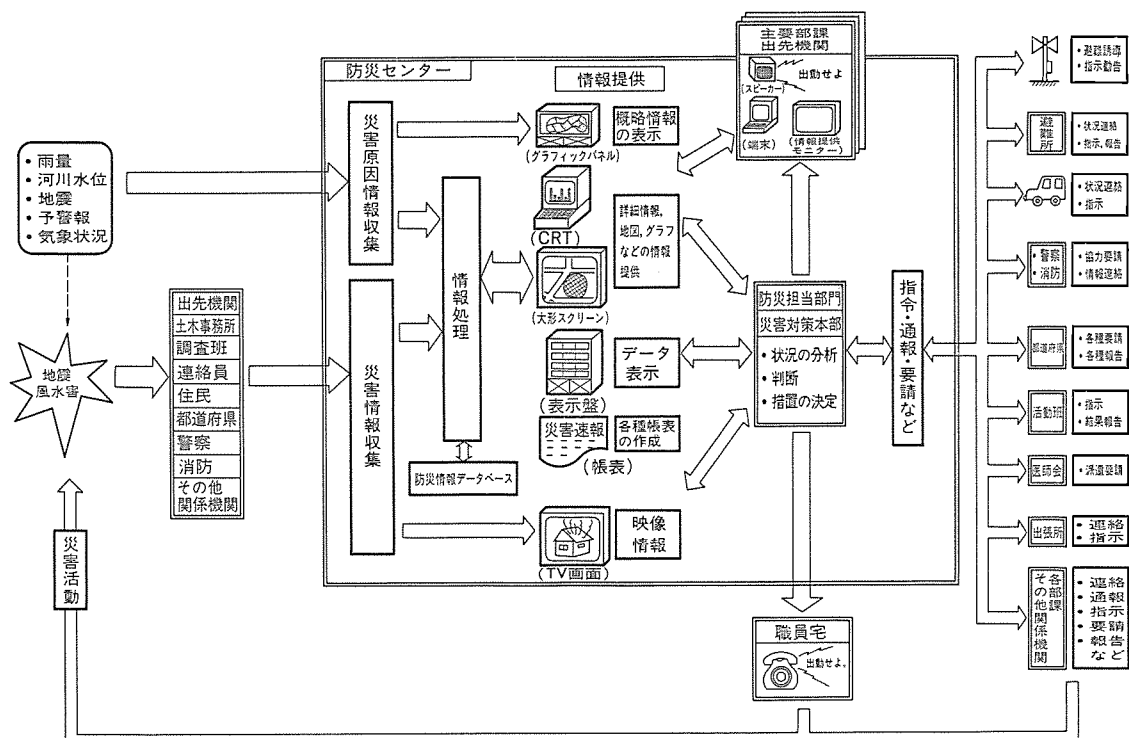 防災センター
情報提供
主要部課
出先機関
出動せよ
(スピーカー)
(端末)
(情報提供
モニター)
・雨量
・河川水位
・地震
・予警報
・気象状況
地震
風水害
災害活動
出先機関
土木事務所
調査班
連絡員
住民
都道府県
警察
消防
その他
関係機関
災害原因情報収集
災害情報収集
情報処理
防災情報データベース
(グラフィックパネル)
概略情報
の表示
(CRT)
詳細情報,
地図,グラフ
などの情報
提供
(大形スクリーン)
(表示盤)
データ
表示
災害速報
(帳表)
各種帳表
の作成
(TV画面)
映像
情報
防災担当部門
災害対策本部
・状況の分析
・判断
・措置の決定
職員宅
出動せよ。
指令・通報・要請など
・避難誘導
・指示勧告
避難所
・状況連絡
・指示,報告
・状況連絡
・指示
・警察
・消防
・協力要請
・情報連絡
都道府県
・各種要請
・各種報告
活動班
・指示
・結果報告
医師会
・派遣要請
出張所
・連絡
・指示
各部課
その他関係機関
・連絡
・通報
・指示
・要請
・報告
など